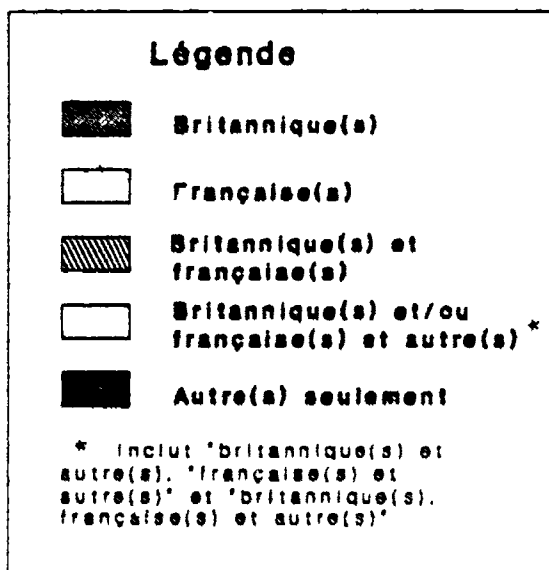 Légende
Britannique(s)
Française(s)
Britannique(s) et
française(s)
Britannique(s) et/ou
française(s) et autre(s) *
Autre(s) seulement
* Inclut "britannique(s) et
autre(s), "française(s) et
autre(s)" et "britannique(s),
française(s) et autre(s)"